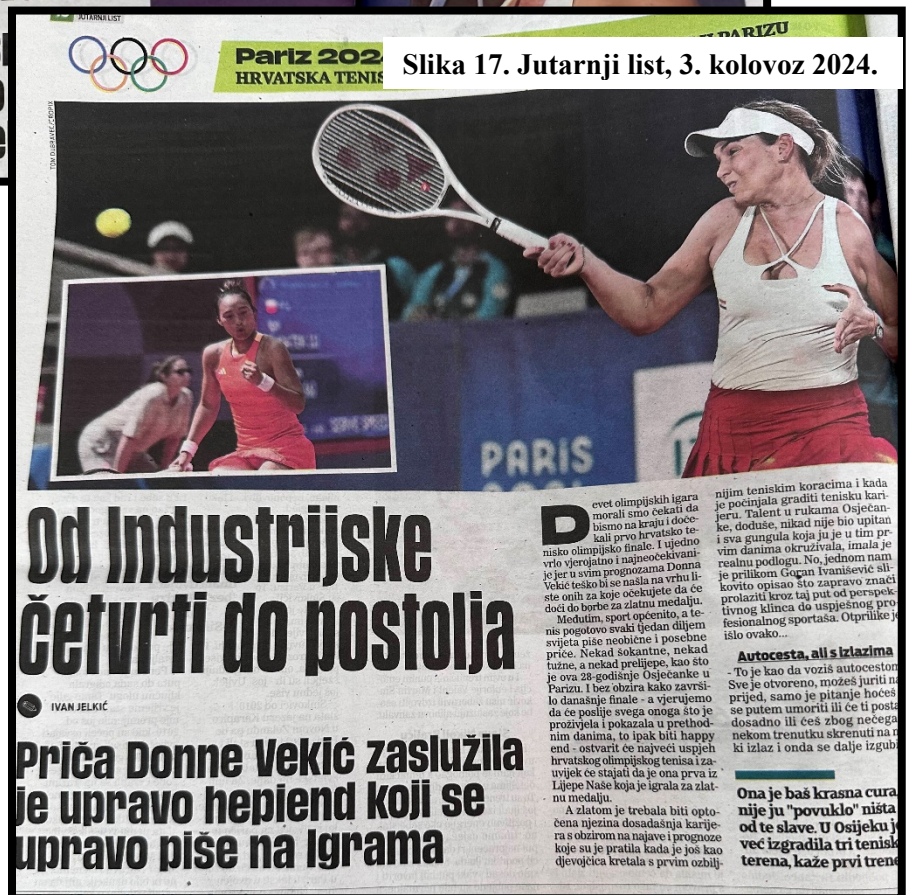 JUTARNJI LIST
Pariz 202
HRVATSKA TENIS
PARIZU
Slika 17. Jutarnji list, 3. kolovoz 2024.
TOM DUBRAVEC/CROPIX
PARIS
Od Industrijske
četvrti do postolja
IVAN JELKIĆ
Priča Donne Vekić zaslužila
je upravo hepiend koji se
upravo piše na Igrama
Devet olimpijskih igara
morali smo čekati da
bismo na kraju i doče-
kali prvo hrvatsko te-
nisko olimpijsko finale. I ujedno
vrlo vjerojatno i najneočekivani-
je jer u svim prognozama Donna
Vekić teško bi se našla na vrhu li-
ste onih za koje očekujete da će
doći do borbe za zlatnu medalju.
Međutim, sport općenito, a te-
nis pogotovo svaki tjedan diljem
svijeta piše neobične i posebne
priče. Nekad šokantne, nekad
tužne, a nekad prelijepe, kao što
je ova 28-godišnje Osječanke u
Parizu. I bez obzira kako završi-
lo današnje finale - a vjerujemo
da će poslije svega onoga što je
proživjela i pokazala u prethod-
nim danima, to ipak biti happy
end - ostvarit će najveći uspjeh
hrvatskog olimpijskog tenisa i za-
uvijek će stajati da je ona prva iz
Lijepe Naše koja je igrala za zlat-
nu medalju.
A zlatom je trebala biti opto-
čena njezina dosadašnja karije-
ra s obzirom na najave i prognoze
koje su je pratila kada je još kao
djevojčica kretala s prvim ozbilj-
nijim teniskim koracima i kada
je počinjala graditi tenisku kari-
jeru. Talent u rukama Osječan-
ke, doduše, nikad nije bio upitan
i sva gungula koja ju je u tim pr-
vim danima okruživala, imala je
realnu podlogu. No, jednom nam
je prilikom Goran Ivanišević sli-
kovito opisao što zapravo znači
prolaziti kroz taj put od perspek-
tivnog klinca do uspješnog pro-
fesionalnog sportaša. Otprilike je
išlo ovako...
Autocesta, ali s izlazima
- To je kao da voziš autocestom
Sve je otvoreno, možeš juriti na
prijed, samo je pitanje hoćeš
se putem umoriti ili će ti posta
dosadno ili ćeš zbog nečega
nekom trenutku skrenuti na n
ki izlaz i onda se dalje izgub
Ona je baš krasna cura,
nije ju "povuklo" ništa
od te slave. U Osijeku j
već izgradila tri tenisk
terena, kaže prvi trene